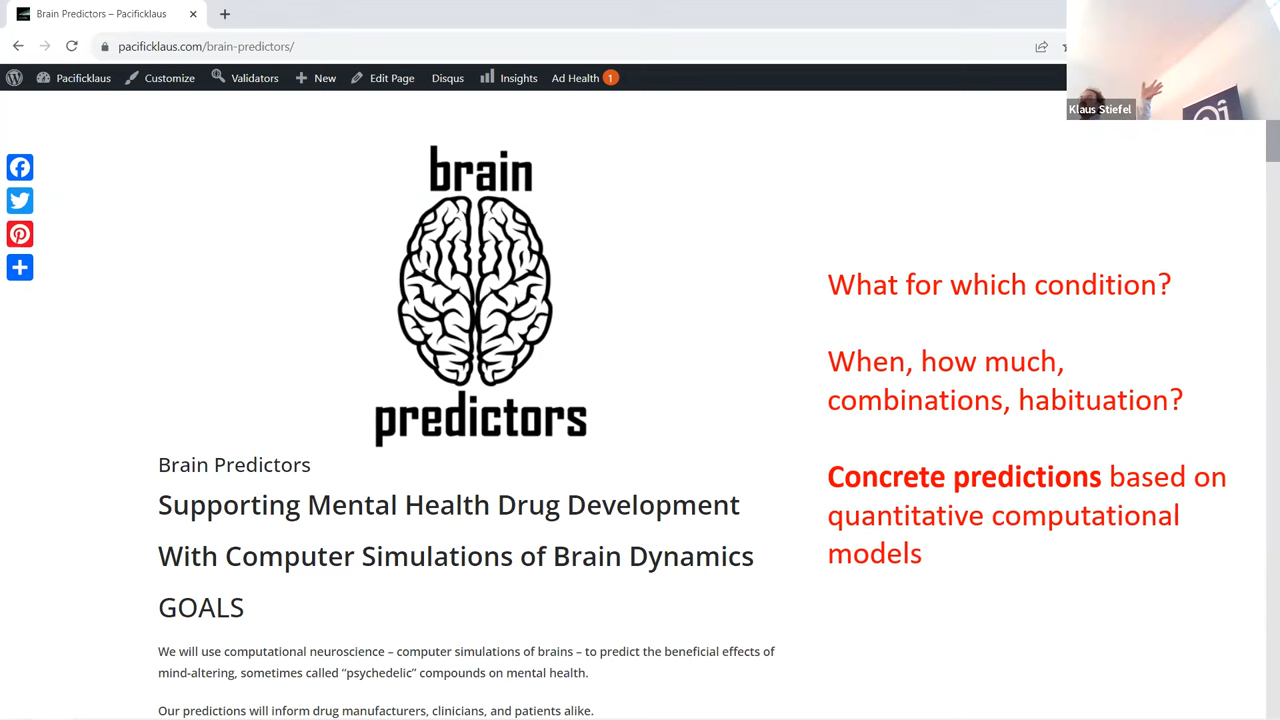 Brain Predictors – Pacificklaus
pacificklaus.com/brain-predictors/
Pacificklaus Customize Validators New Edit Page Disqus Insights Ad Health 1
Klaus Stiefel
brain
predictors
Brain Predictors
Supporting Mental Health Drug Development
With Computer Simulations of Brain Dynamics
GOALS
We will use computational neuroscience – computer simulations of brains – to predict the beneficial effects of
mind-altering, sometimes called “psychedelic” compounds on mental health.
Our predictions will inform drug manufacturers, clinicians, and patients alike.
What for which condition?
When, how much,
combinations, habituation?
Concrete predictions based on
quantitative computational
models